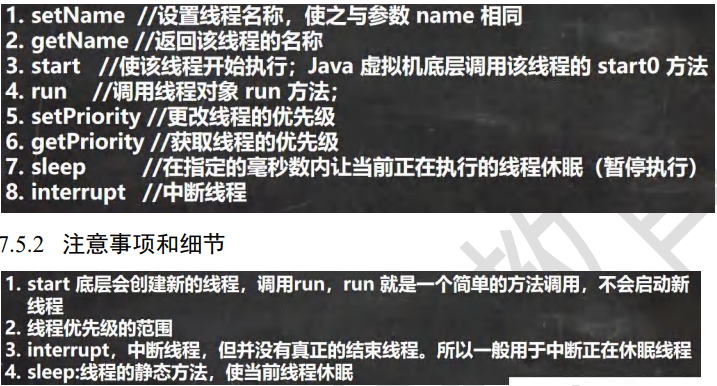 1. setName //设置线程名称，使之与参数 name 相同
2. getName //返回该线程的名称
3. start //使该线程开始执行；Java 虚拟机底层调用该线程的 start0 方法
4. run //调用线程对象 run 方法；
5. setPriority //更改线程的优先级
6. getPriority //获取线程的优先级
7. sleep //在指定的毫秒数内让当前正在执行的线程休眠（暂停执行）
8. interrupt //中断线程
7.5.2 注意事项和细节
1. start 底层会创建新的线程，调用run，run 就是一个简单的方法调用，不会启动新
线程
2. 线程优先级的范围
3. interrupt，中断线程，但并没有真正的结束线程。所以一般用于中断正在休眠线程
4. sleep:线程的静态方法，使当前线程休眠